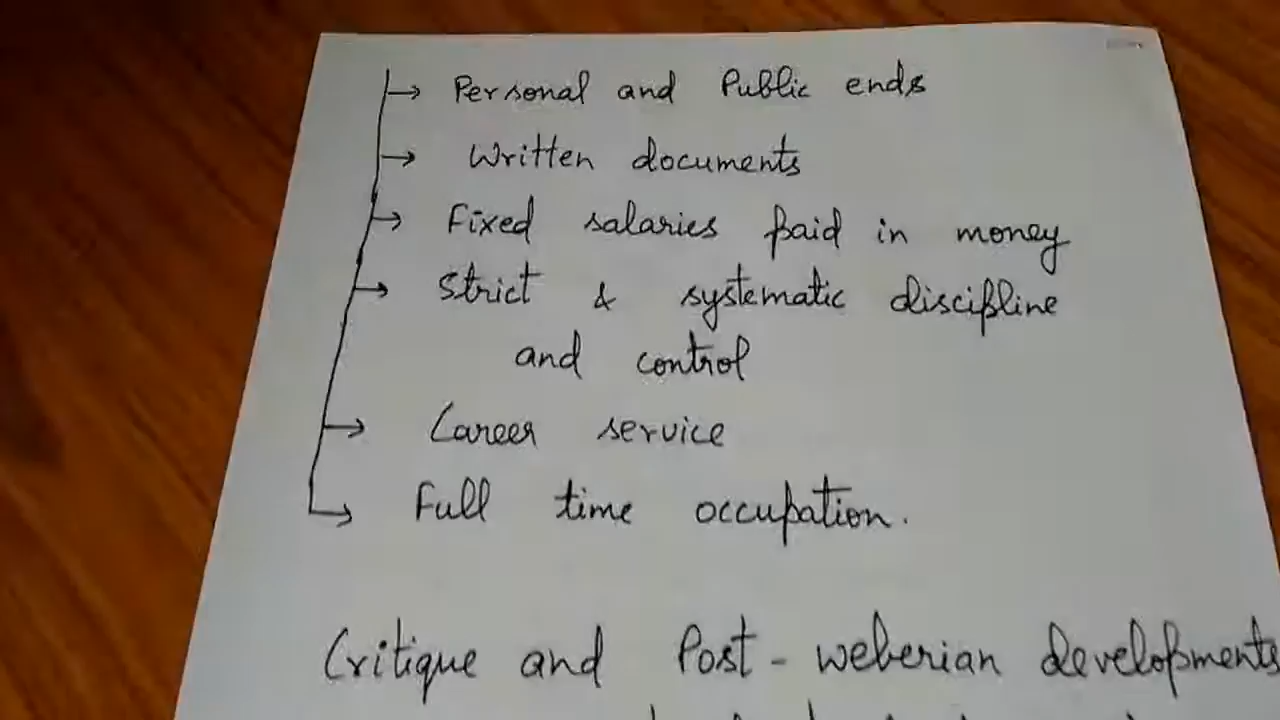 → Personal and Public ends
→ Written documents
→ Fixed salaries paid in money
→ Strict & systematic discipline
and control
→ Career service
→ Full time occupation.
Critique and Post - weberian developments